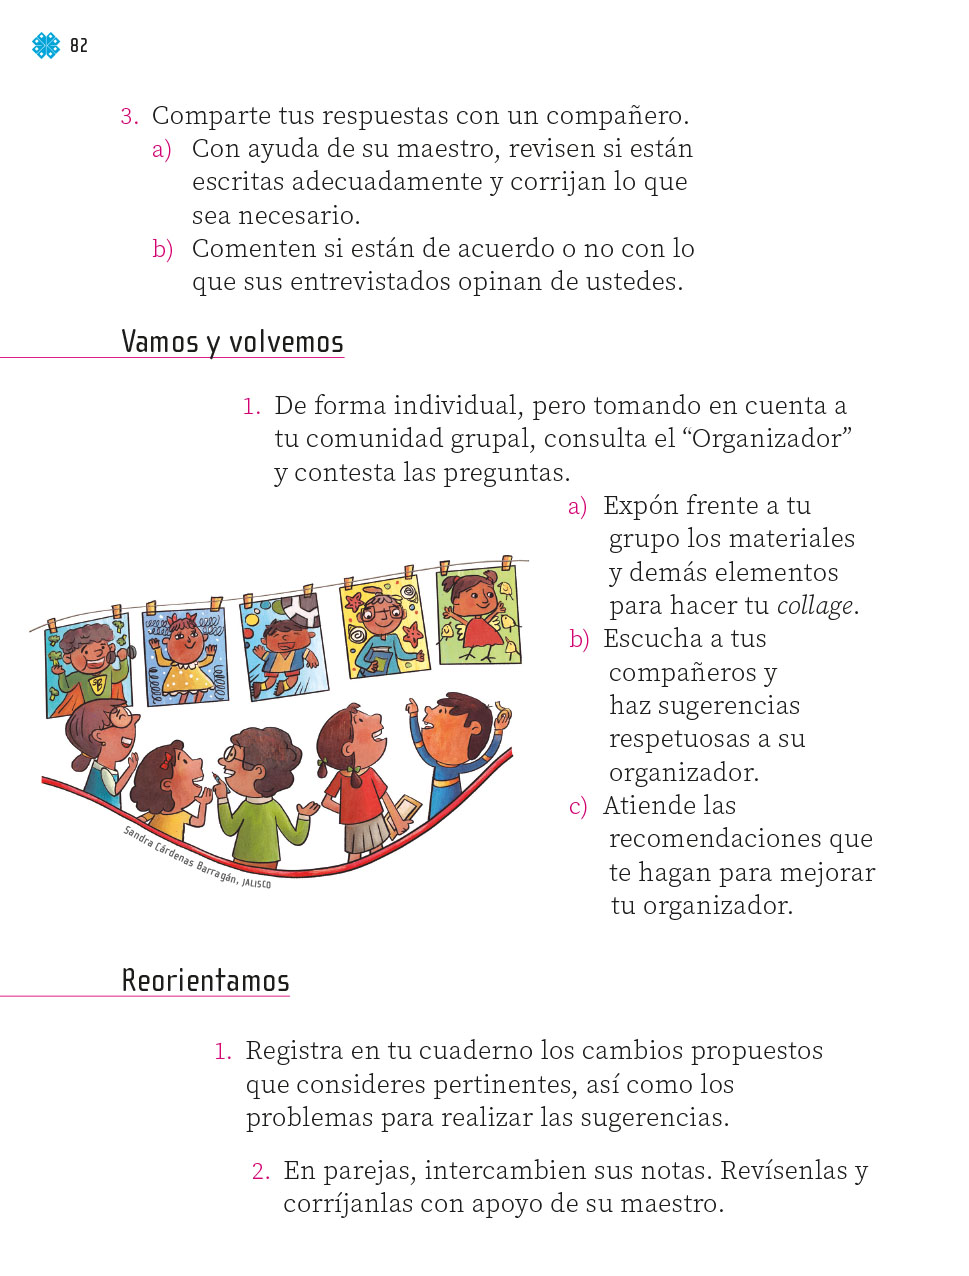 82
3. Comparte tus respuestas con un compañero.
a) Con ayuda de su maestro, revisen si están
escritas adecuadamente y corrijan lo que
sea necesario.
b) Comenten si están de acuerdo o no con lo
que sus entrevistados opinan de ustedes.
Vamos y volvemos
1. De forma individual, pero tomando en cuenta a
tu comunidad grupal, consulta el “Organizador”
y contesta las preguntas.
a) Expón frente a tu
grupo los materiales
y demás elementos
para hacer tu collage.
b) Escucha a tus
compañeros y
haz sugerencias
respetuosas a su
organizador.
c) Atiende las
recomendaciones que
te hagan para mejorar
tu organizador.
Sandra Cárdenas Barragán, JALISCO
Reorientamos
1. Registra en tu cuaderno los cambios propuestos
que consideres pertinentes, así como los
problemas para realizar las sugerencias.
2. En parejas, intercambien sus notas. Revísenlas y
corríjanlas con apoyo de su maestro.